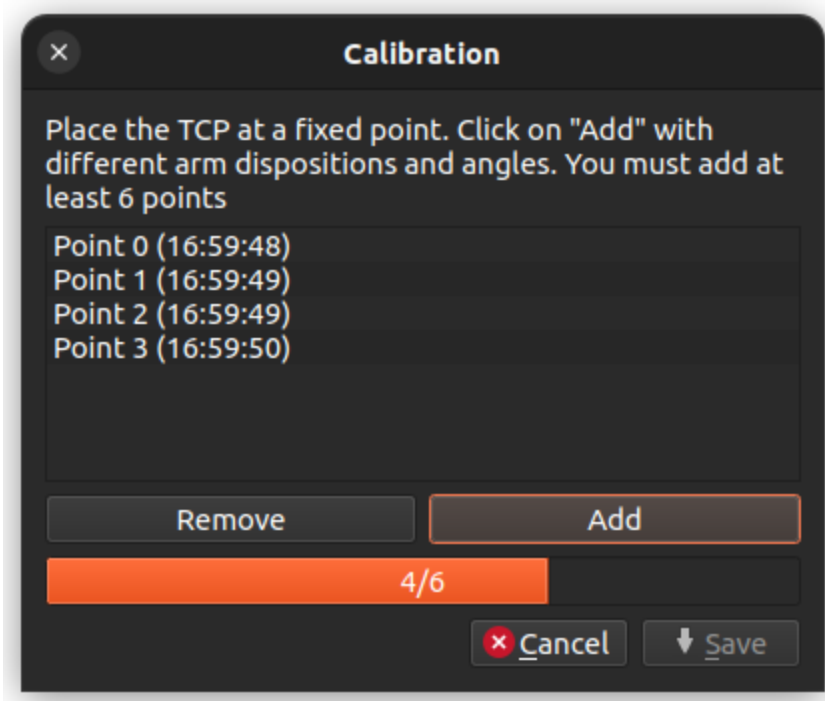 Calibration
Place the TCP at a fixed point. Click on "Add" with
different arm dispositions and angles. You must add at
least 6 points
Point 0 (16:59:48)
Point 1 (16:59:49)
Point 2 (16:59:49)
Point 3 (16:59:50)
Remove
Add
4/6
Cancel
Save